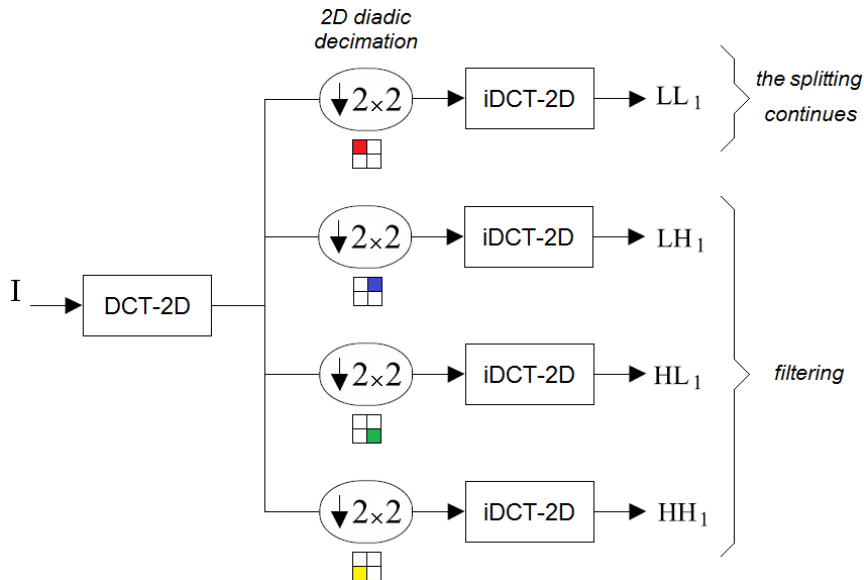 2D diadic
decimation
↓ 2×2
iDCT-2D
LL₁
the splitting
continues
↓ 2×2
iDCT-2D
LH₁
I
DCT-2D
↓ 2×2
iDCT-2D
HL₁
filtering
↓ 2×2
iDCT-2D
HH₁